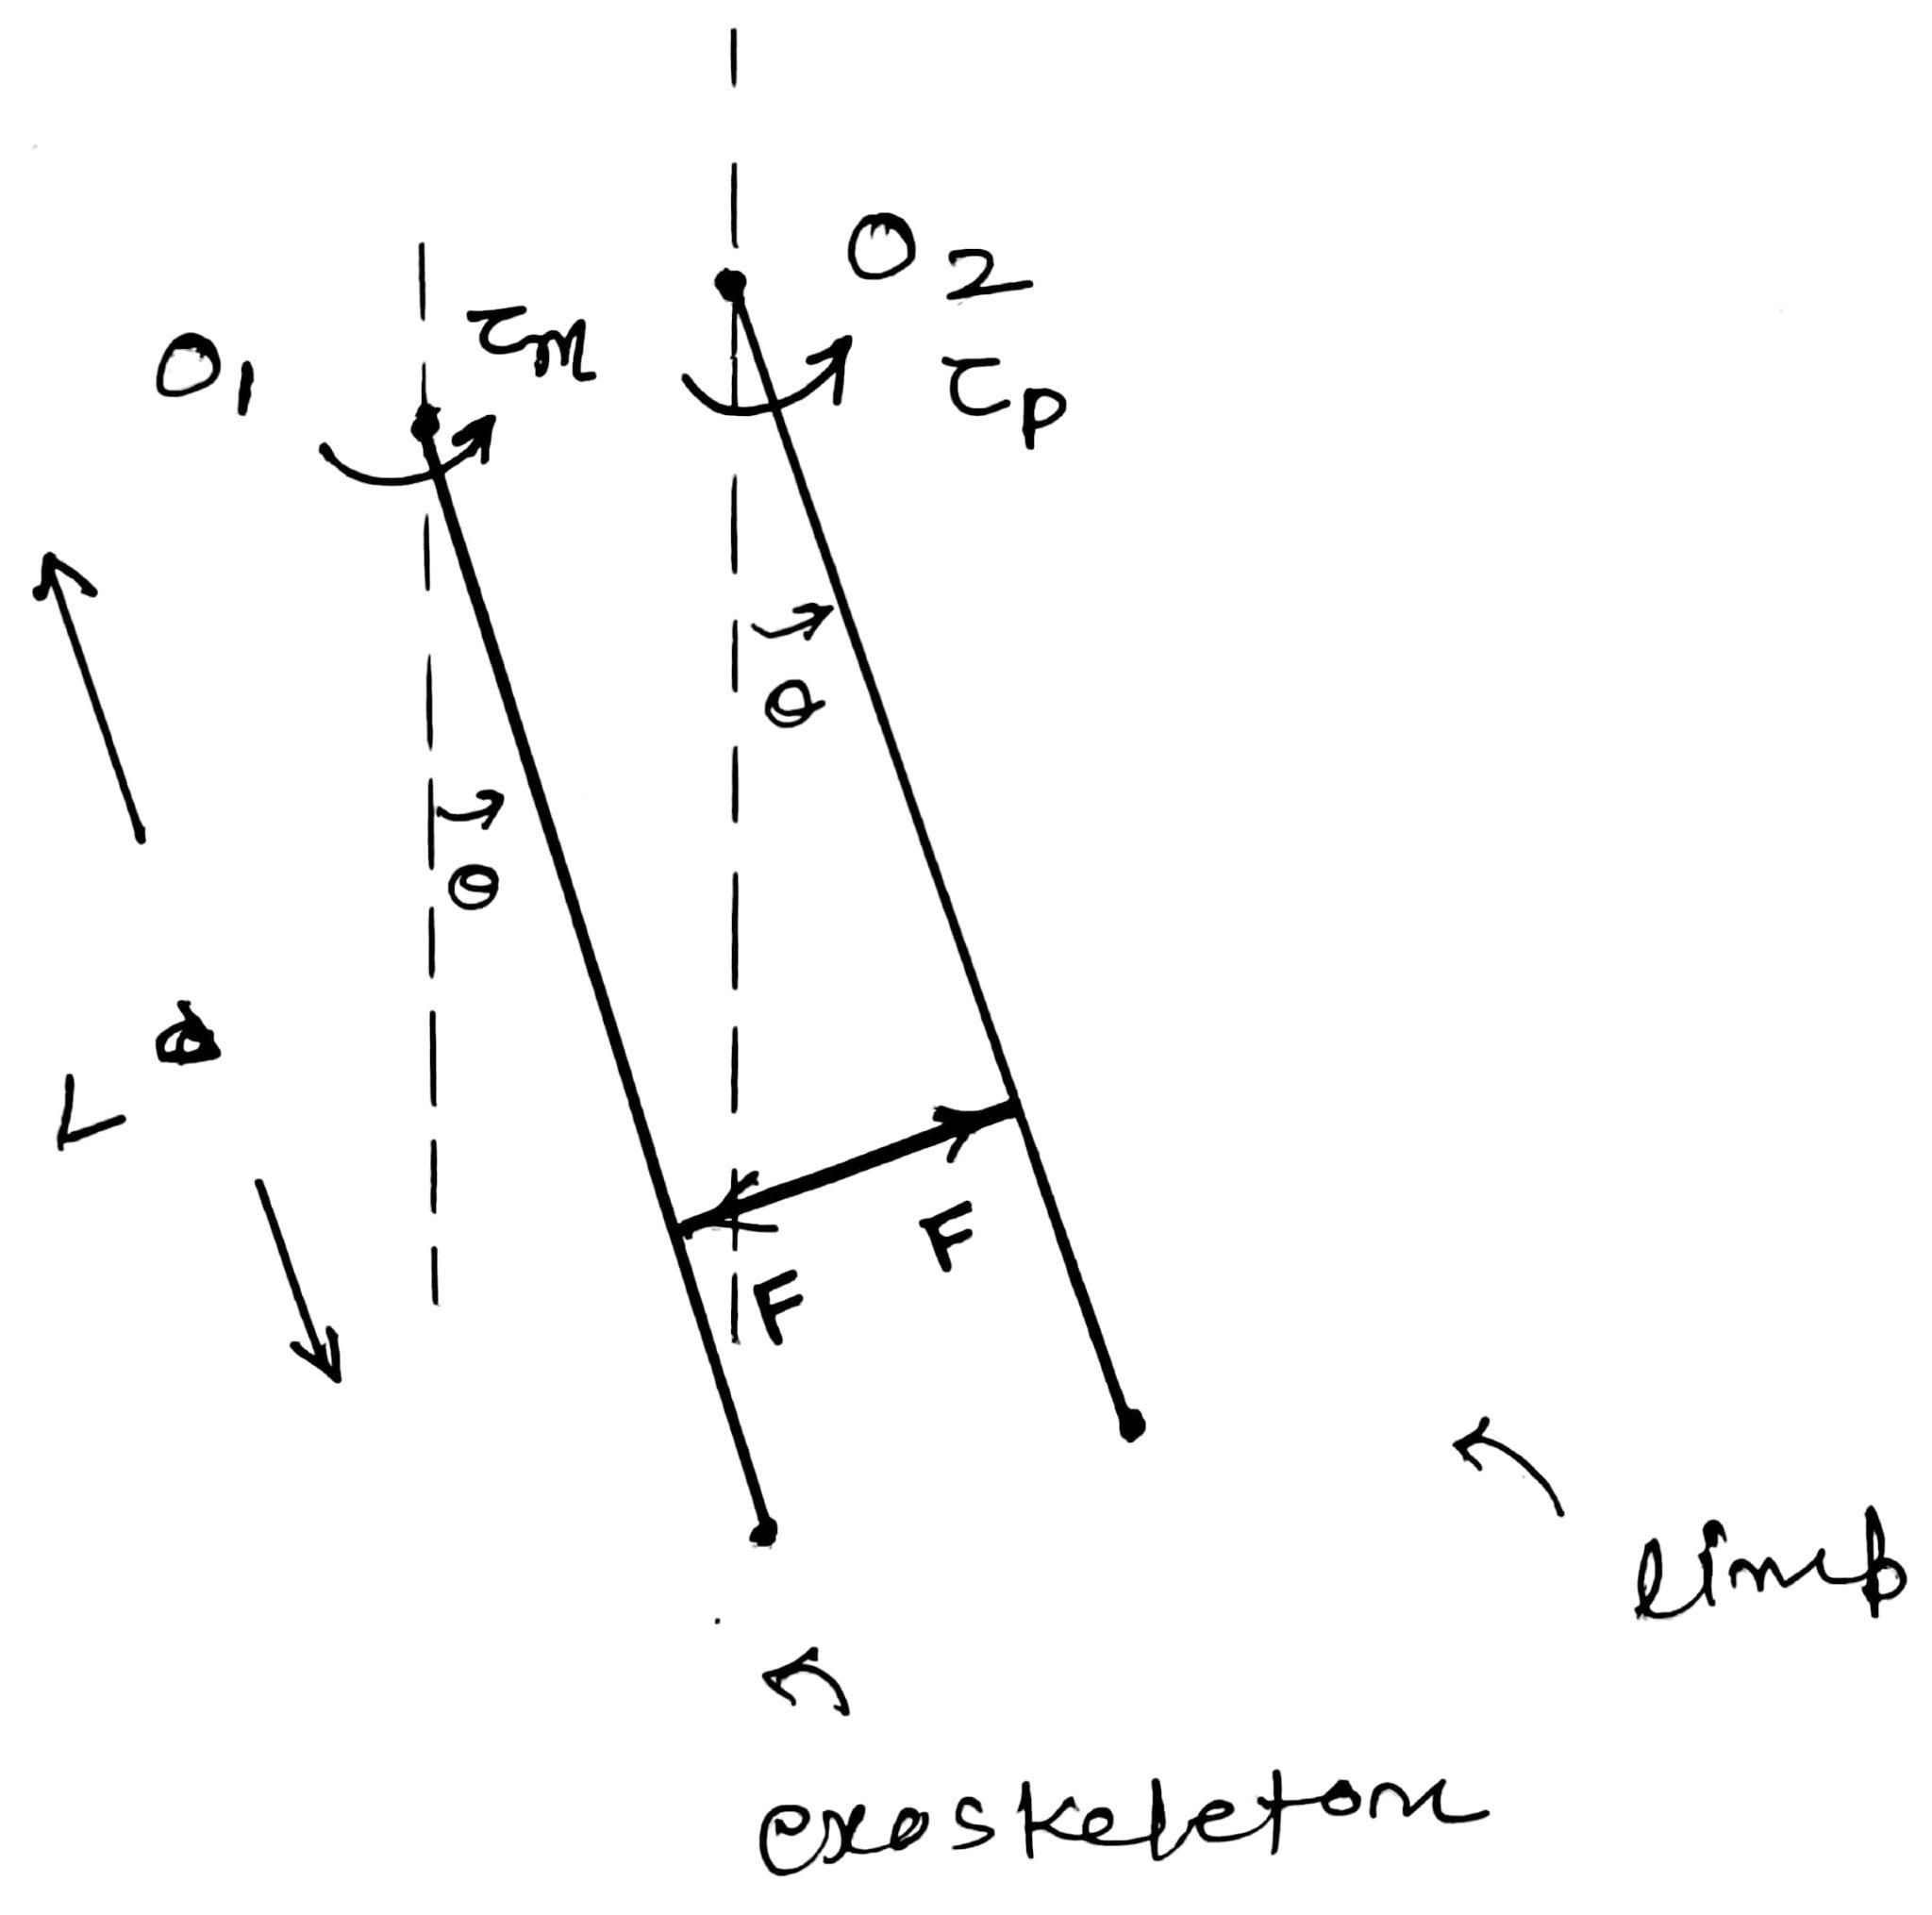 O2
τp
τM
O1
θ
θ
L
F
F
limb
exoskeleton